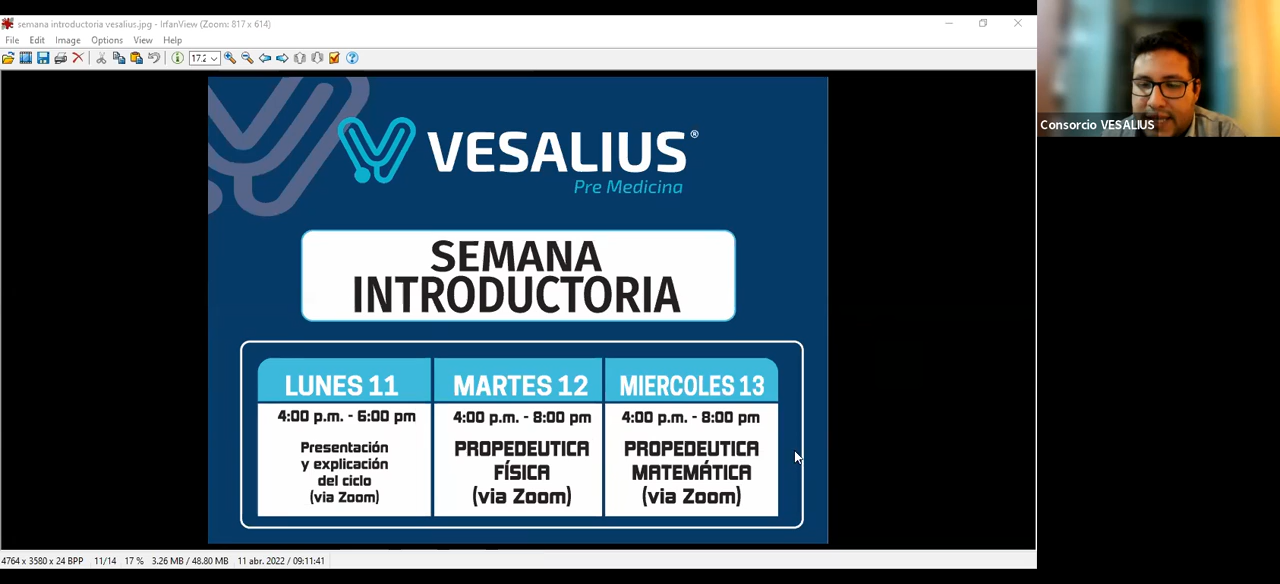 semana introductoria vesalius.jpg - IrfanView (Zoom: 817 x 614)
File Edit Image Options View Help
VESALIUS®
Pre Medicina
SEMANA
INTRODUCTORIA
LUNES 11
4:00 p.m. - 6:00 pm
Presentación
y explicación
del ciclo
(via Zoom)
MARTES 12
4:00 p.m. - 8:00 pm
PROPEDEUTICA
FÍSICA
(via Zoom)
MIERCOLES 13
4:00 p.m. - 8:00 pm
PROPEDEUTICA
MATEMÁTICA
(via Zoom)
Consorcio VESALIUS
4764 x 3580 x 24 BPP 11/14 17 % 3.26 MB / 48.80 MB 11 abr. 2022 / 09:11:41